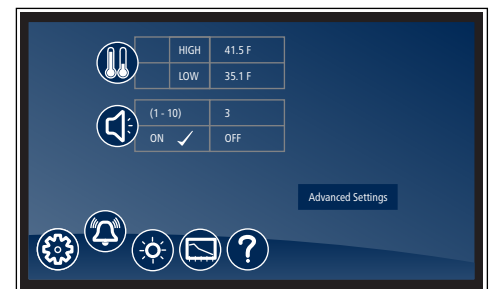 HIGH 41.5 F
LOW 35.1 F
(1 - 10) 3
ON ✓ OFF
Advanced Settings
?